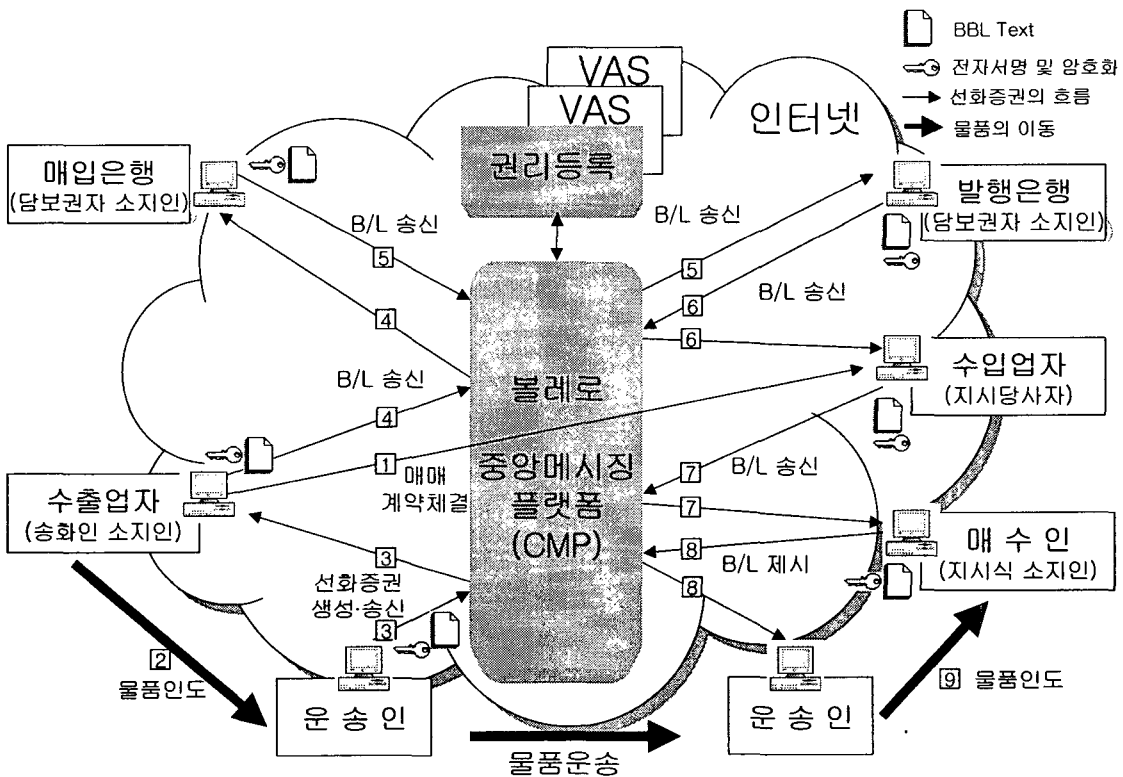 BBL Text
전자서명 및 암호화
선화증권의 흐름
물품의 이동
VAS
VAS
권리등록
인터넷
매입은행
(담보권자 소지인)
발행은행
(담보권자 소지인)
B/L 송신
B/L 송신
5
5
6
B/L 송신
4
6
수입업자
(지시당사자)
B/L 송신
4
볼레로
중앙메시징
플랫폼
(CMP)
1
매매
계약체결
7
B/L 송신
7
수출업자
(송화인 소지인)
3
8
매 수 인
(지시식 소지인)
B/L 제시
8
선화증권
생성·송신
3
2
물품인도
9 물품인도
운 송 인
운 송 인
물품운송